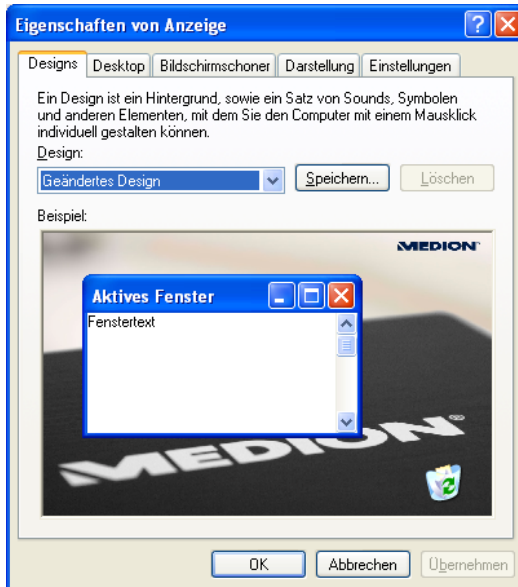 Eigenschaften von Anzeige
Designs Desktop Bildschirmschoner Darstellung Einstellungen
Ein Design ist ein Hintergrund, sowie ein Satz von Sounds, Symbolen
und anderen Elementen, mit dem Sie den Computer mit einem Mausklick
individuell gestalten können.
Design:
Geändertes Design Speichern... Löschen
Beispiel:
MEDION
Aktives Fenster
Fenstertext
MEDION®
OK Abbrechen Übernehmen